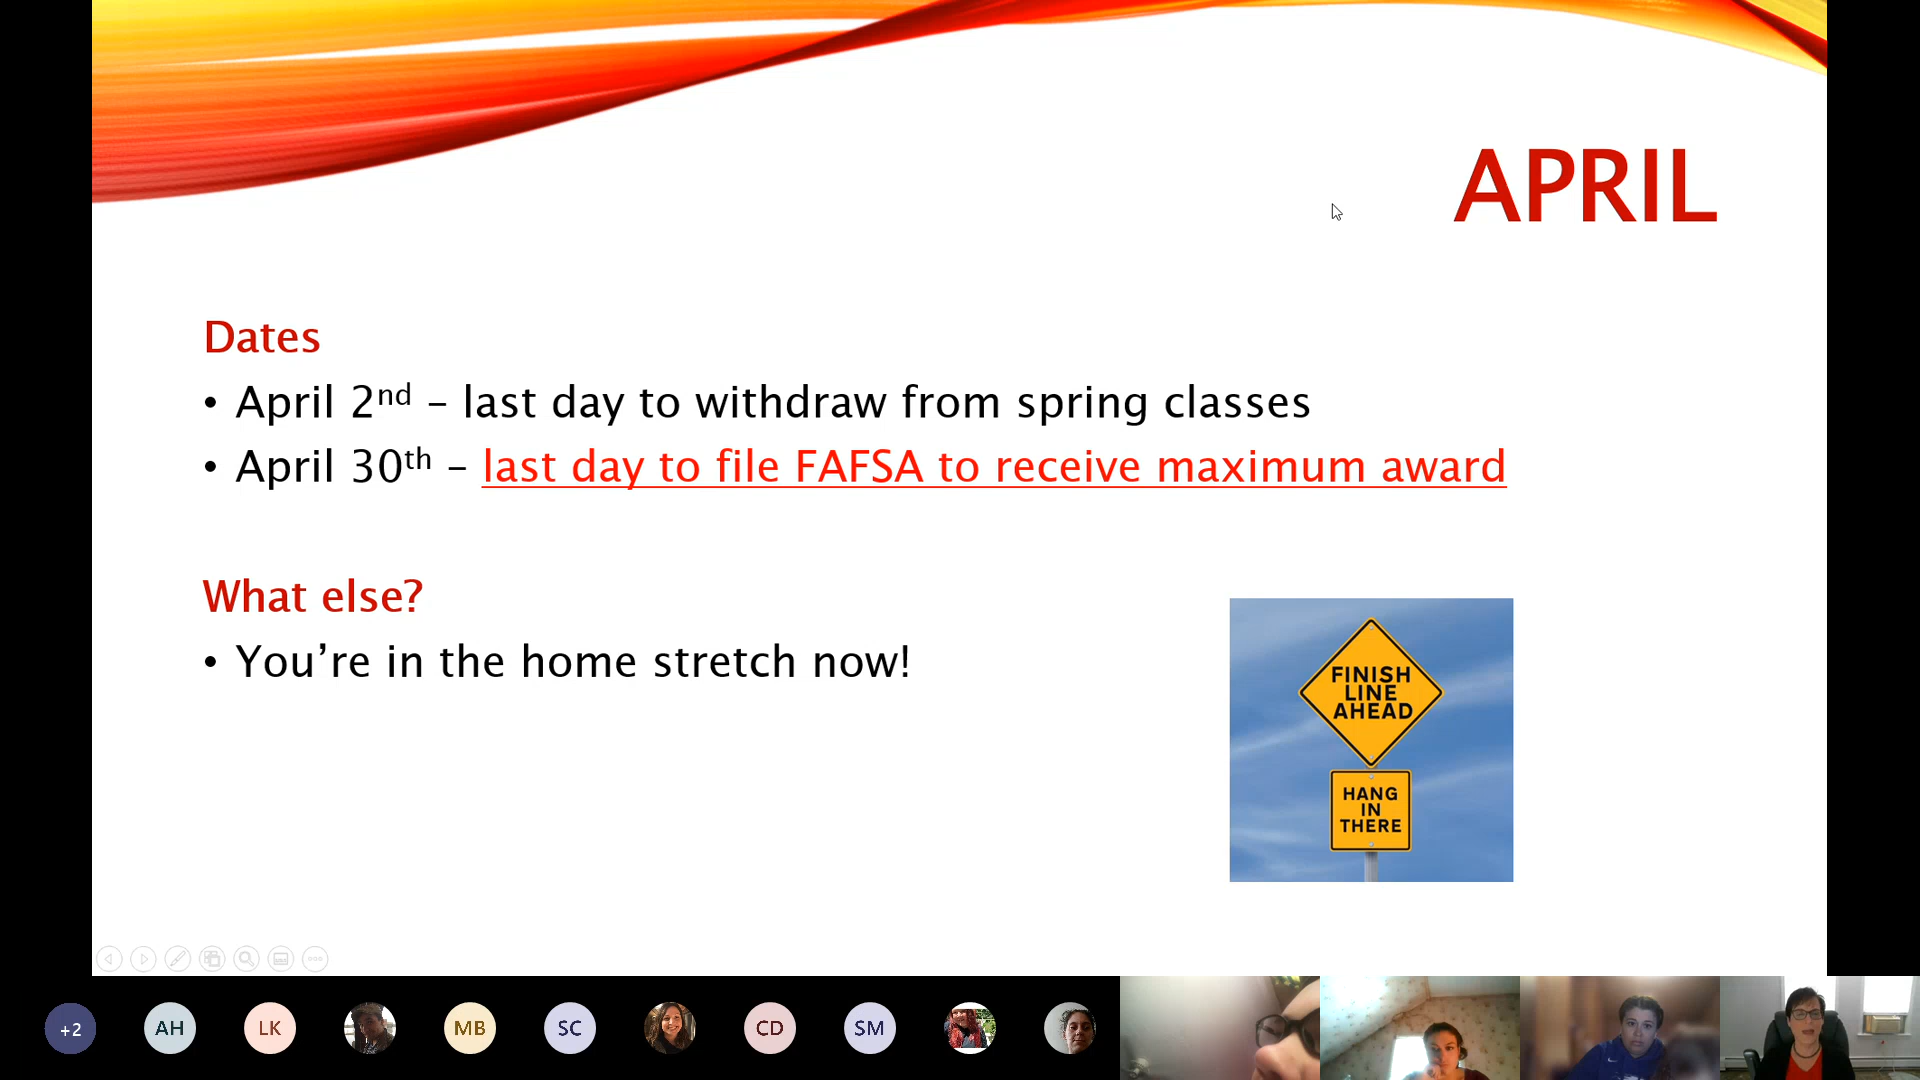 APRIL
Dates
• April 2nd – last day to withdraw from spring classes
• April 30th – last day to file FAFSA to receive maximum award
What else?
• You’re in the home stretch now!
FINISH
LINE
AHEAD
HANG
IN
THERE
+2
AH
LK
MB
SC
CD
SM